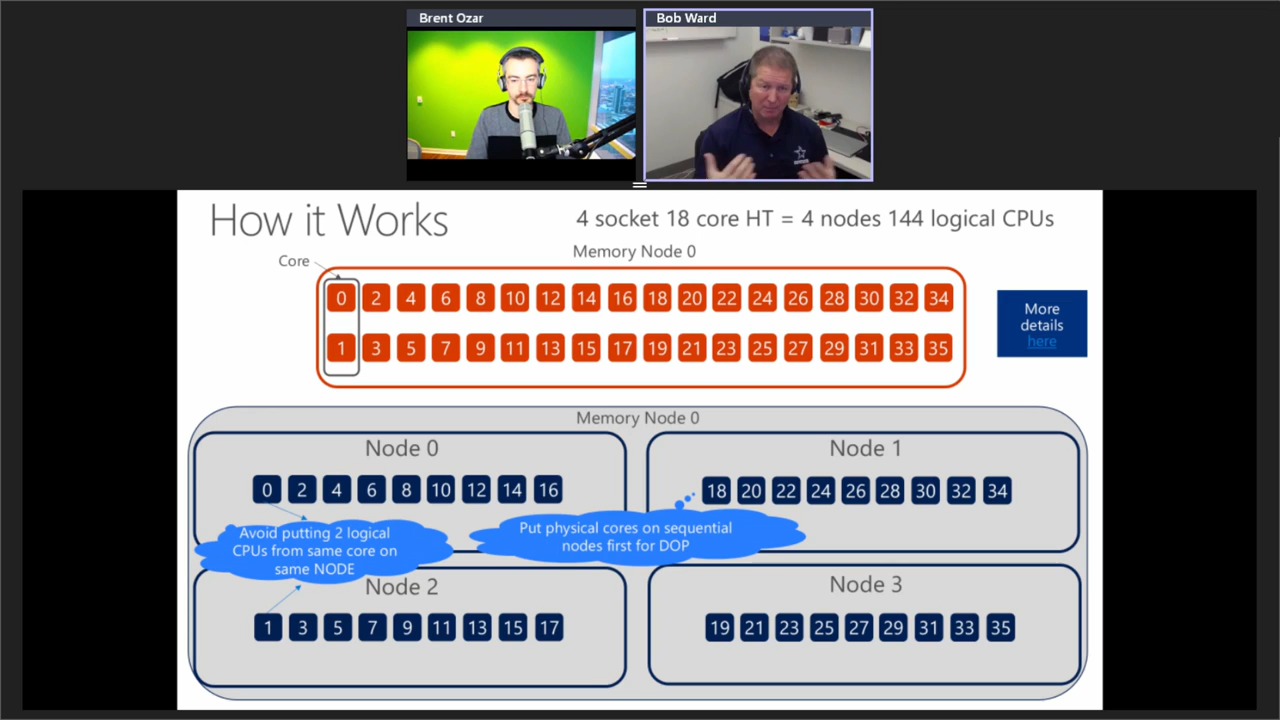 Brent Ozar
Bob Ward
How it Works
4 socket 18 core HT = 4 nodes 144 logical CPUs
Memory Node 0
Core
0 2 4 6 8 10 12 14 16 18 20 22 24 26 28 30 32 34
1 3 5 7 9 11 13 15 17 19 21 23 25 27 29 31 33 35
More
details
here
Memory Node 0
Node 0
0 2 4 6 8 10 12 14 16
Node 1
18 20 22 24 26 28 30 32 34
Avoid putting 2 logical
CPUs from same core on
same NODE
Put physical cores on sequential
nodes first for DOP
Node 2
1 3 5 7 9 11 13 15 17
Node 3
19 21 23 25 27 29 31 33 35